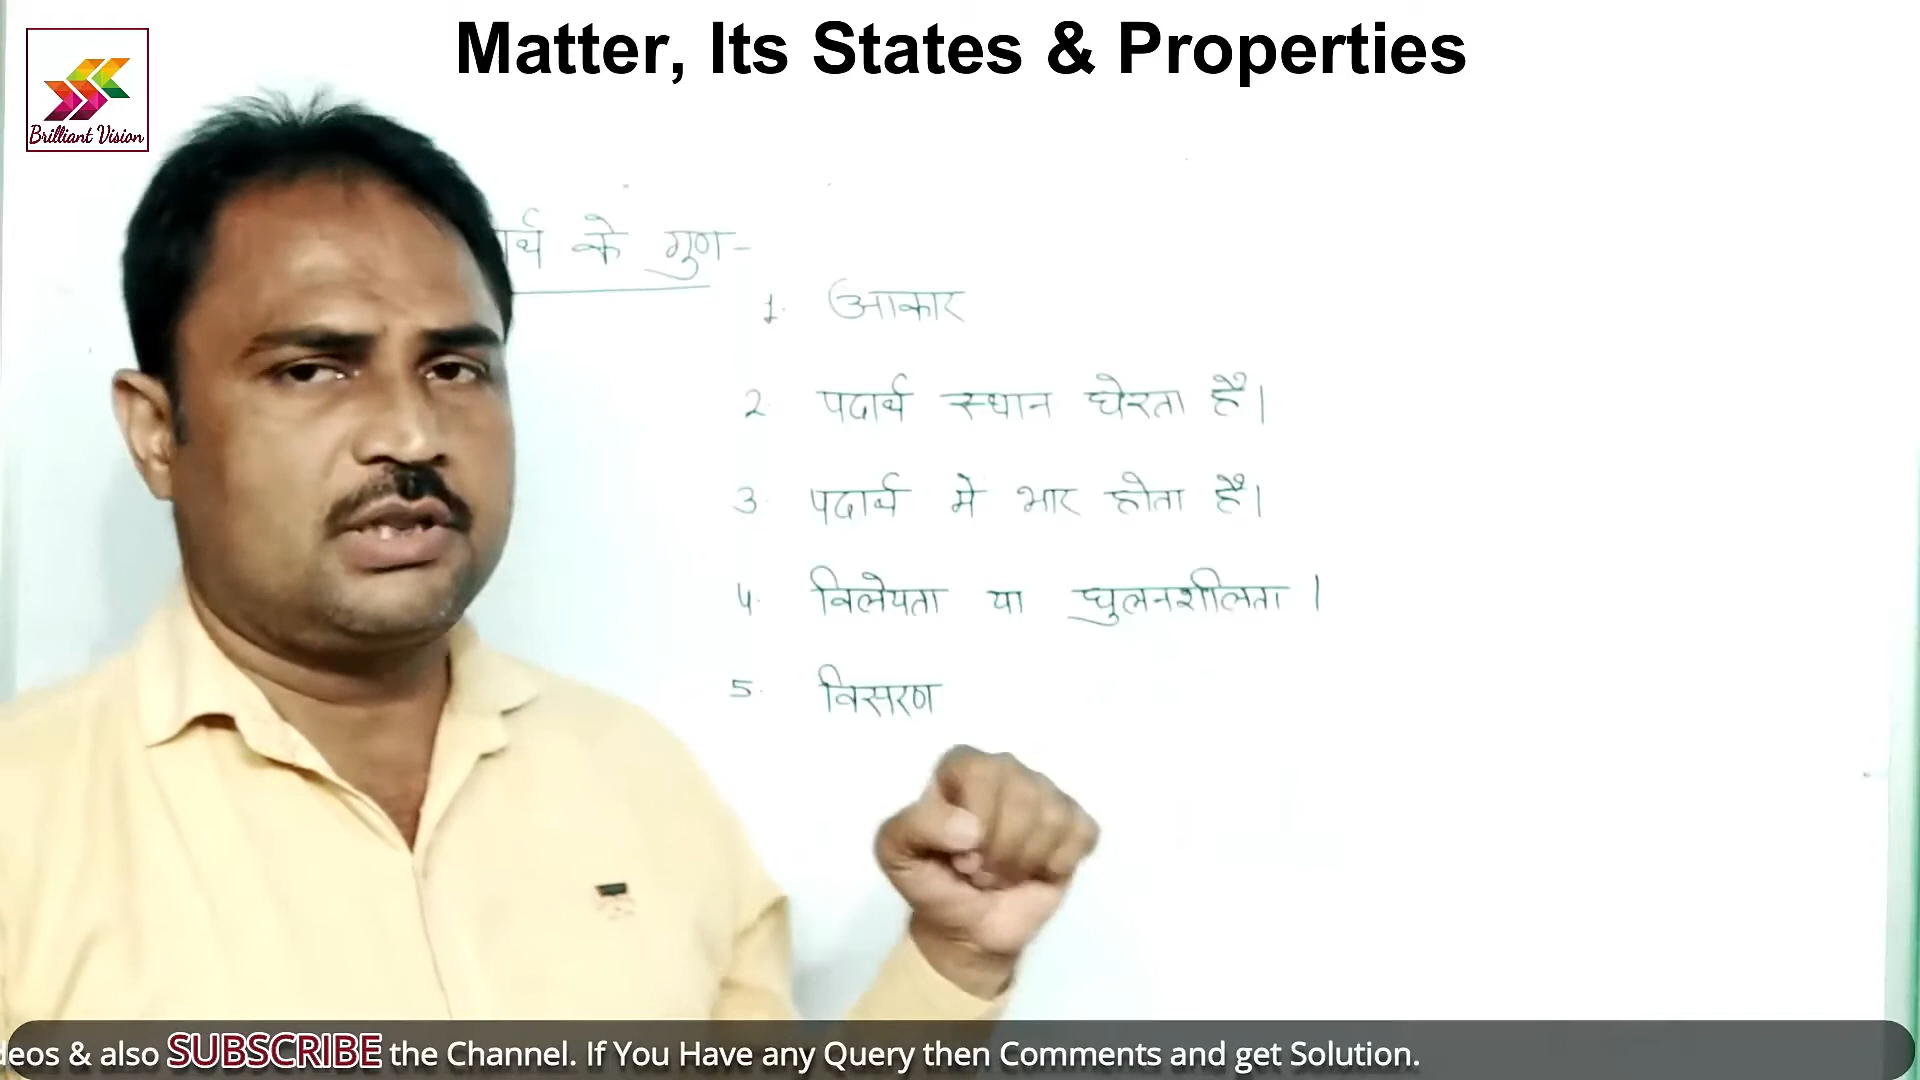 Matter, Its States & Properties
Brilliant Vision
के गुण-
1. आकार
2. पदार्थ स्थान घेरता है।
3. पदार्थ में भार होता है।
4. विलेयता या घुलनशीलता।
5. विसरण
& also SUBSCRIBE the Channel. If You Have any Query then Comments and get Solution.